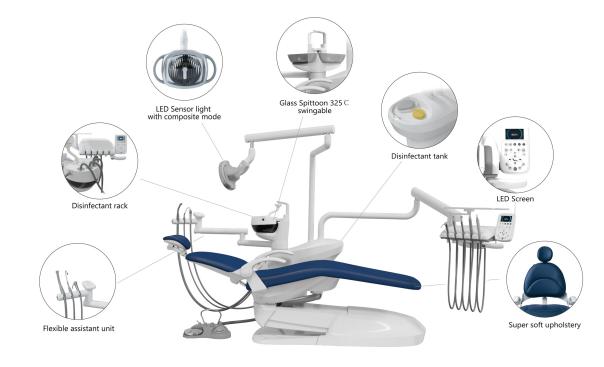 LED Sensor light
with composite mode
Glass Spittoon 325℃
swingable
Disinfectant tank
LED Screen
Disinfectant rack
Flexible assistant unit
Super soft upholstery